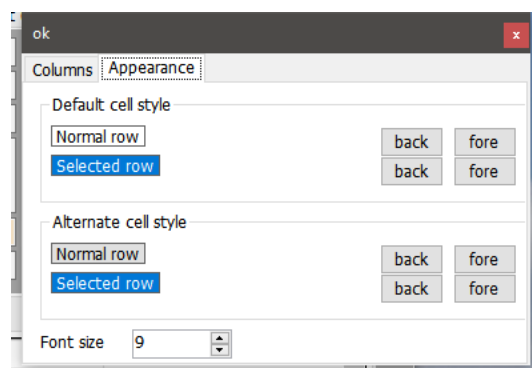 ok x
Columns Appearance
Default cell style
Normal row back fore
Selected row back fore
Alternate cell style
Normal row back fore
Selected row back fore
Font size 9